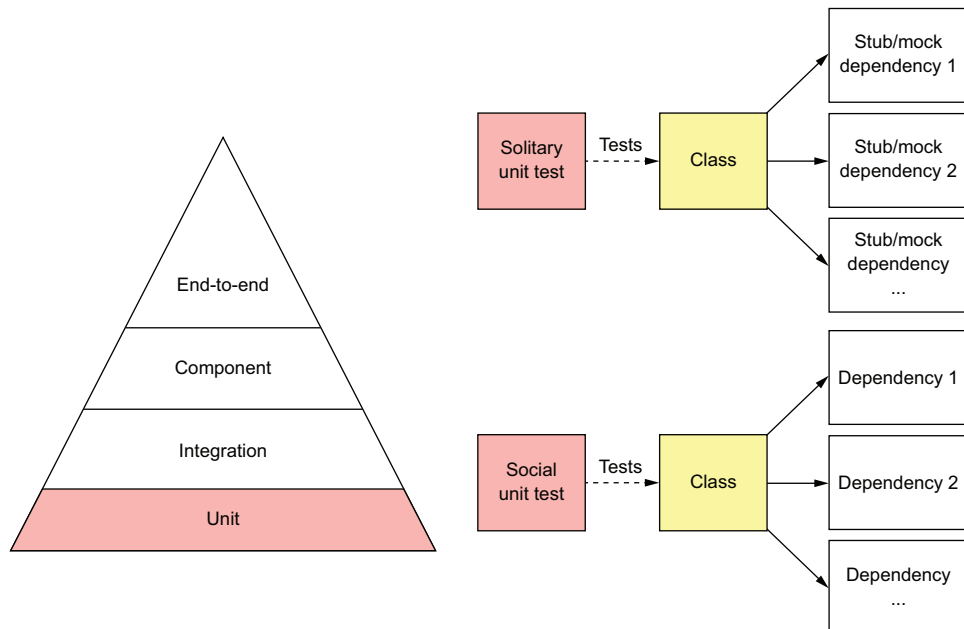 End-to-end
Component
Integration
Unit
Solitary
unit test
Tests
Class
Stub/mock
dependency 1
Stub/mock
dependency 2
Stub/mock
dependency
...
Social
unit test
Tests
Class
Dependency 1
Dependency 2
Dependency
...